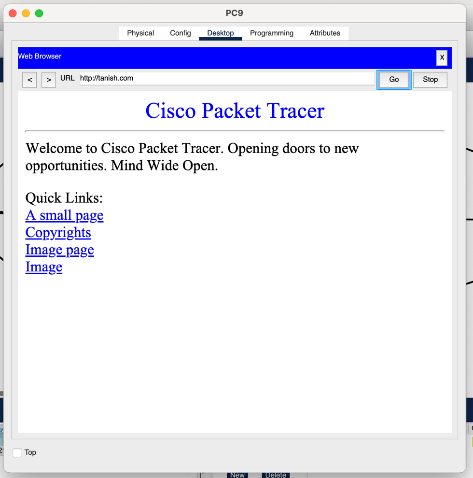 PC9
Physical Config Desktop Programming Attributes
Web Browser X
< > URL http://tanish.com Go Stop
Cisco Packet Tracer
Welcome to Cisco Packet Tracer. Opening doors to new
opportunities. Mind Wide Open.
Quick Links:
A small page
Copyrights
Image page
Image
Top
New Delete